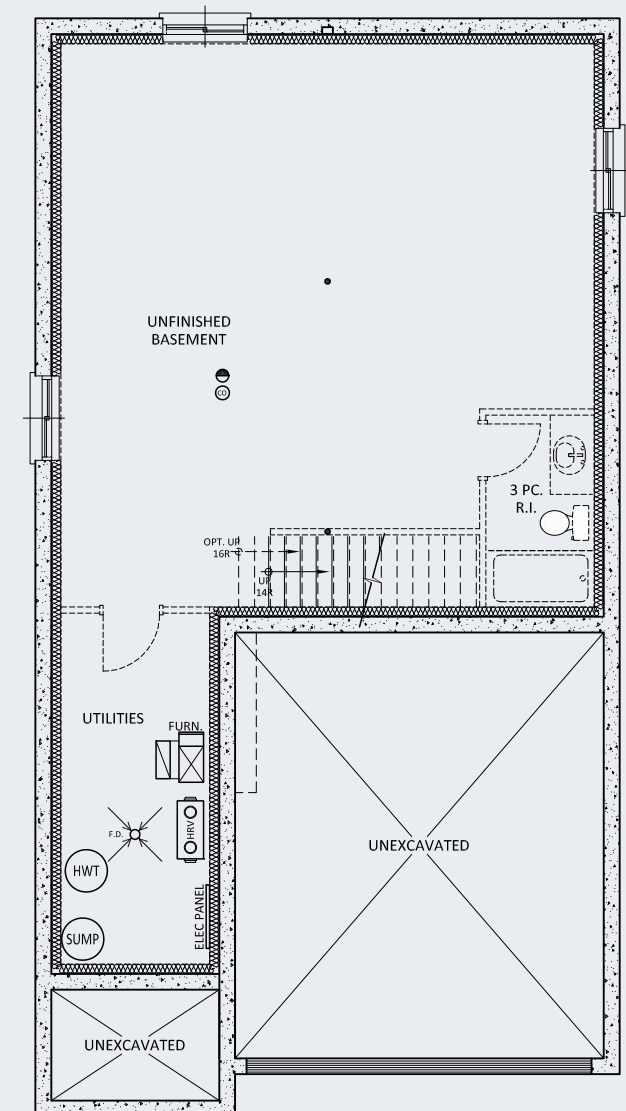 UNFINISHED
BASEMENT
CO
3 PC.
R.I.
OPT. UP
16R
UP
14R
UTILITIES
FURN.
HRV
F.D.
HWT
ELEC PANEL
SUMP
UNEXCAVATED
UNEXCAVATED